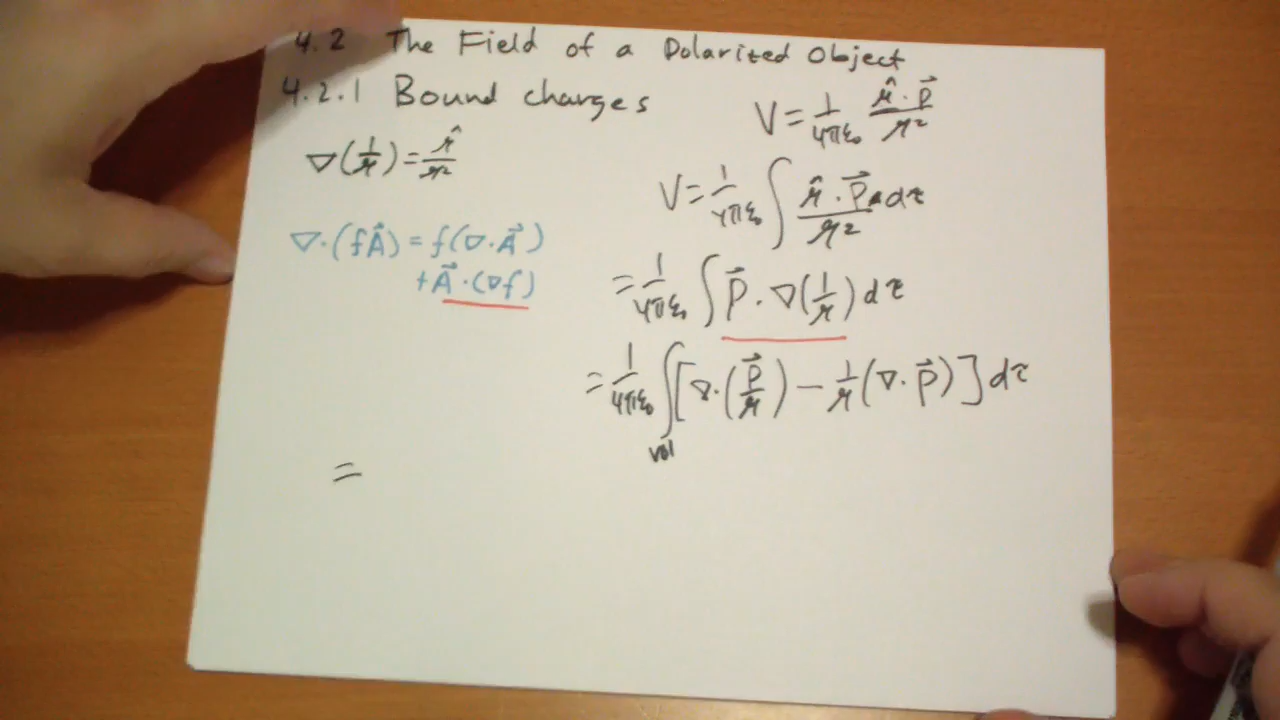 4.2 The Field of a Polarized Object
4.2.1 Bound charges
∇(1/𝓇) = 𝓇̂/𝓇²
∇·(fA⃗) = f(∇·A⃗)
+ A⃗·(∇f)
V = 1/4πε₀ 𝓇̂·p⃗/𝓇²
V = 1/4πε₀ ∫ 𝓇̂·P⃗ dτ/𝓇²
= 1/4πε₀ ∫ P⃗·∇(1/𝓇) dτ
= 1/4πε₀ ∫vol [∇·(P⃗/𝓇) − 1/𝓇(∇·P⃗)] dτ
=